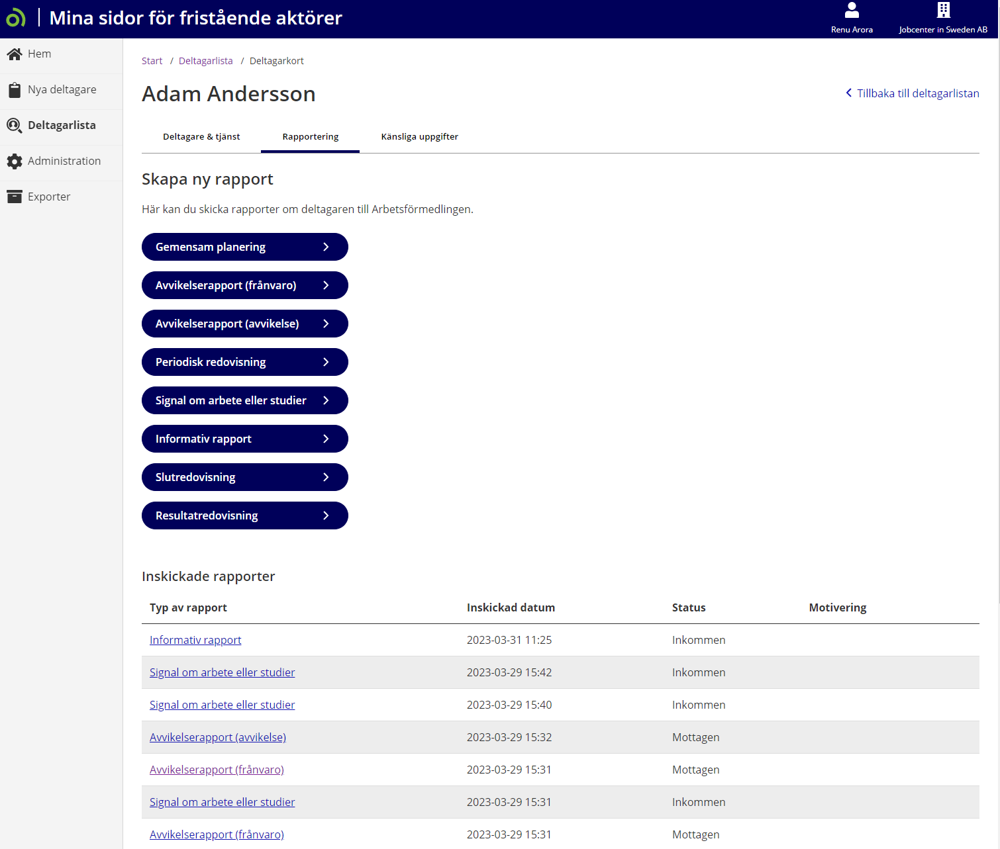 Mina sidor för fristående aktörer
Renu Arora
Jobcenter in Sweden AB
Hem
Nya deltagare
Deltagarlista
Administration
Exporter
Start / Deltagarlista / Deltagarkort
Adam Andersson
Tillbaka till deltagarlistan
Deltagare & tjänst Rapportering Känsliga uppgifter
Skapa ny rapport
Här kan du skicka rapporter om deltagaren till Arbetsförmedlingen.
Gemensam planering
Avvikelserapport (frånvaro)
Avvikelserapport (avvikelse)
Periodisk redovisning
Signal om arbete eller studier
Informativ rapport
Slutredovisning
Resultatredovisning
Inskickade rapporter
Typ av rapport Inskickad datum Status Motivering
Informativ rapport 2023-03-31 11:25 Inkommen
Signal om arbete eller studier 2023-03-29 15:42 Inkommen
Signal om arbete eller studier 2023-03-29 15:40 Inkommen
Avvikelserapport (avvikelse) 2023-03-29 15:32 Mottagen
Avvikelserapport (frånvaro) 2023-03-29 15:31 Mottagen
Signal om arbete eller studier 2023-03-29 15:31 Inkommen
Avvikelserapport (frånvaro) 2023-03-29 15:31 Mottagen